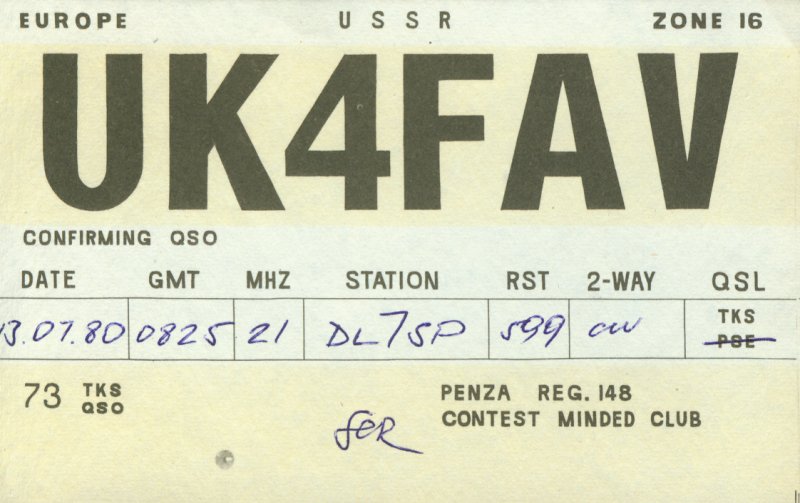 EUROPE USSR ZONE 16
UK4FAV
CONFIRMING QSO
DATE GMT MHZ STATION RST 2-WAY QSL
13.07.80 0825 21 DL7SP 599 cw TKS
PSE
73 TKS QSO
PENZA REG. 148
CONTEST MINDED CLUB